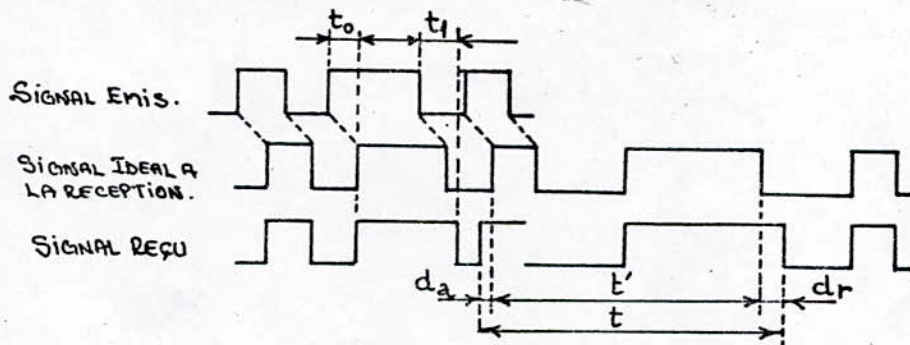 t₀
t₁
SIGNAL EMIS.
SIGNAL IDEAL A
LA RECEPTION.
SIGNAL REÇU
da
t'
dr
t